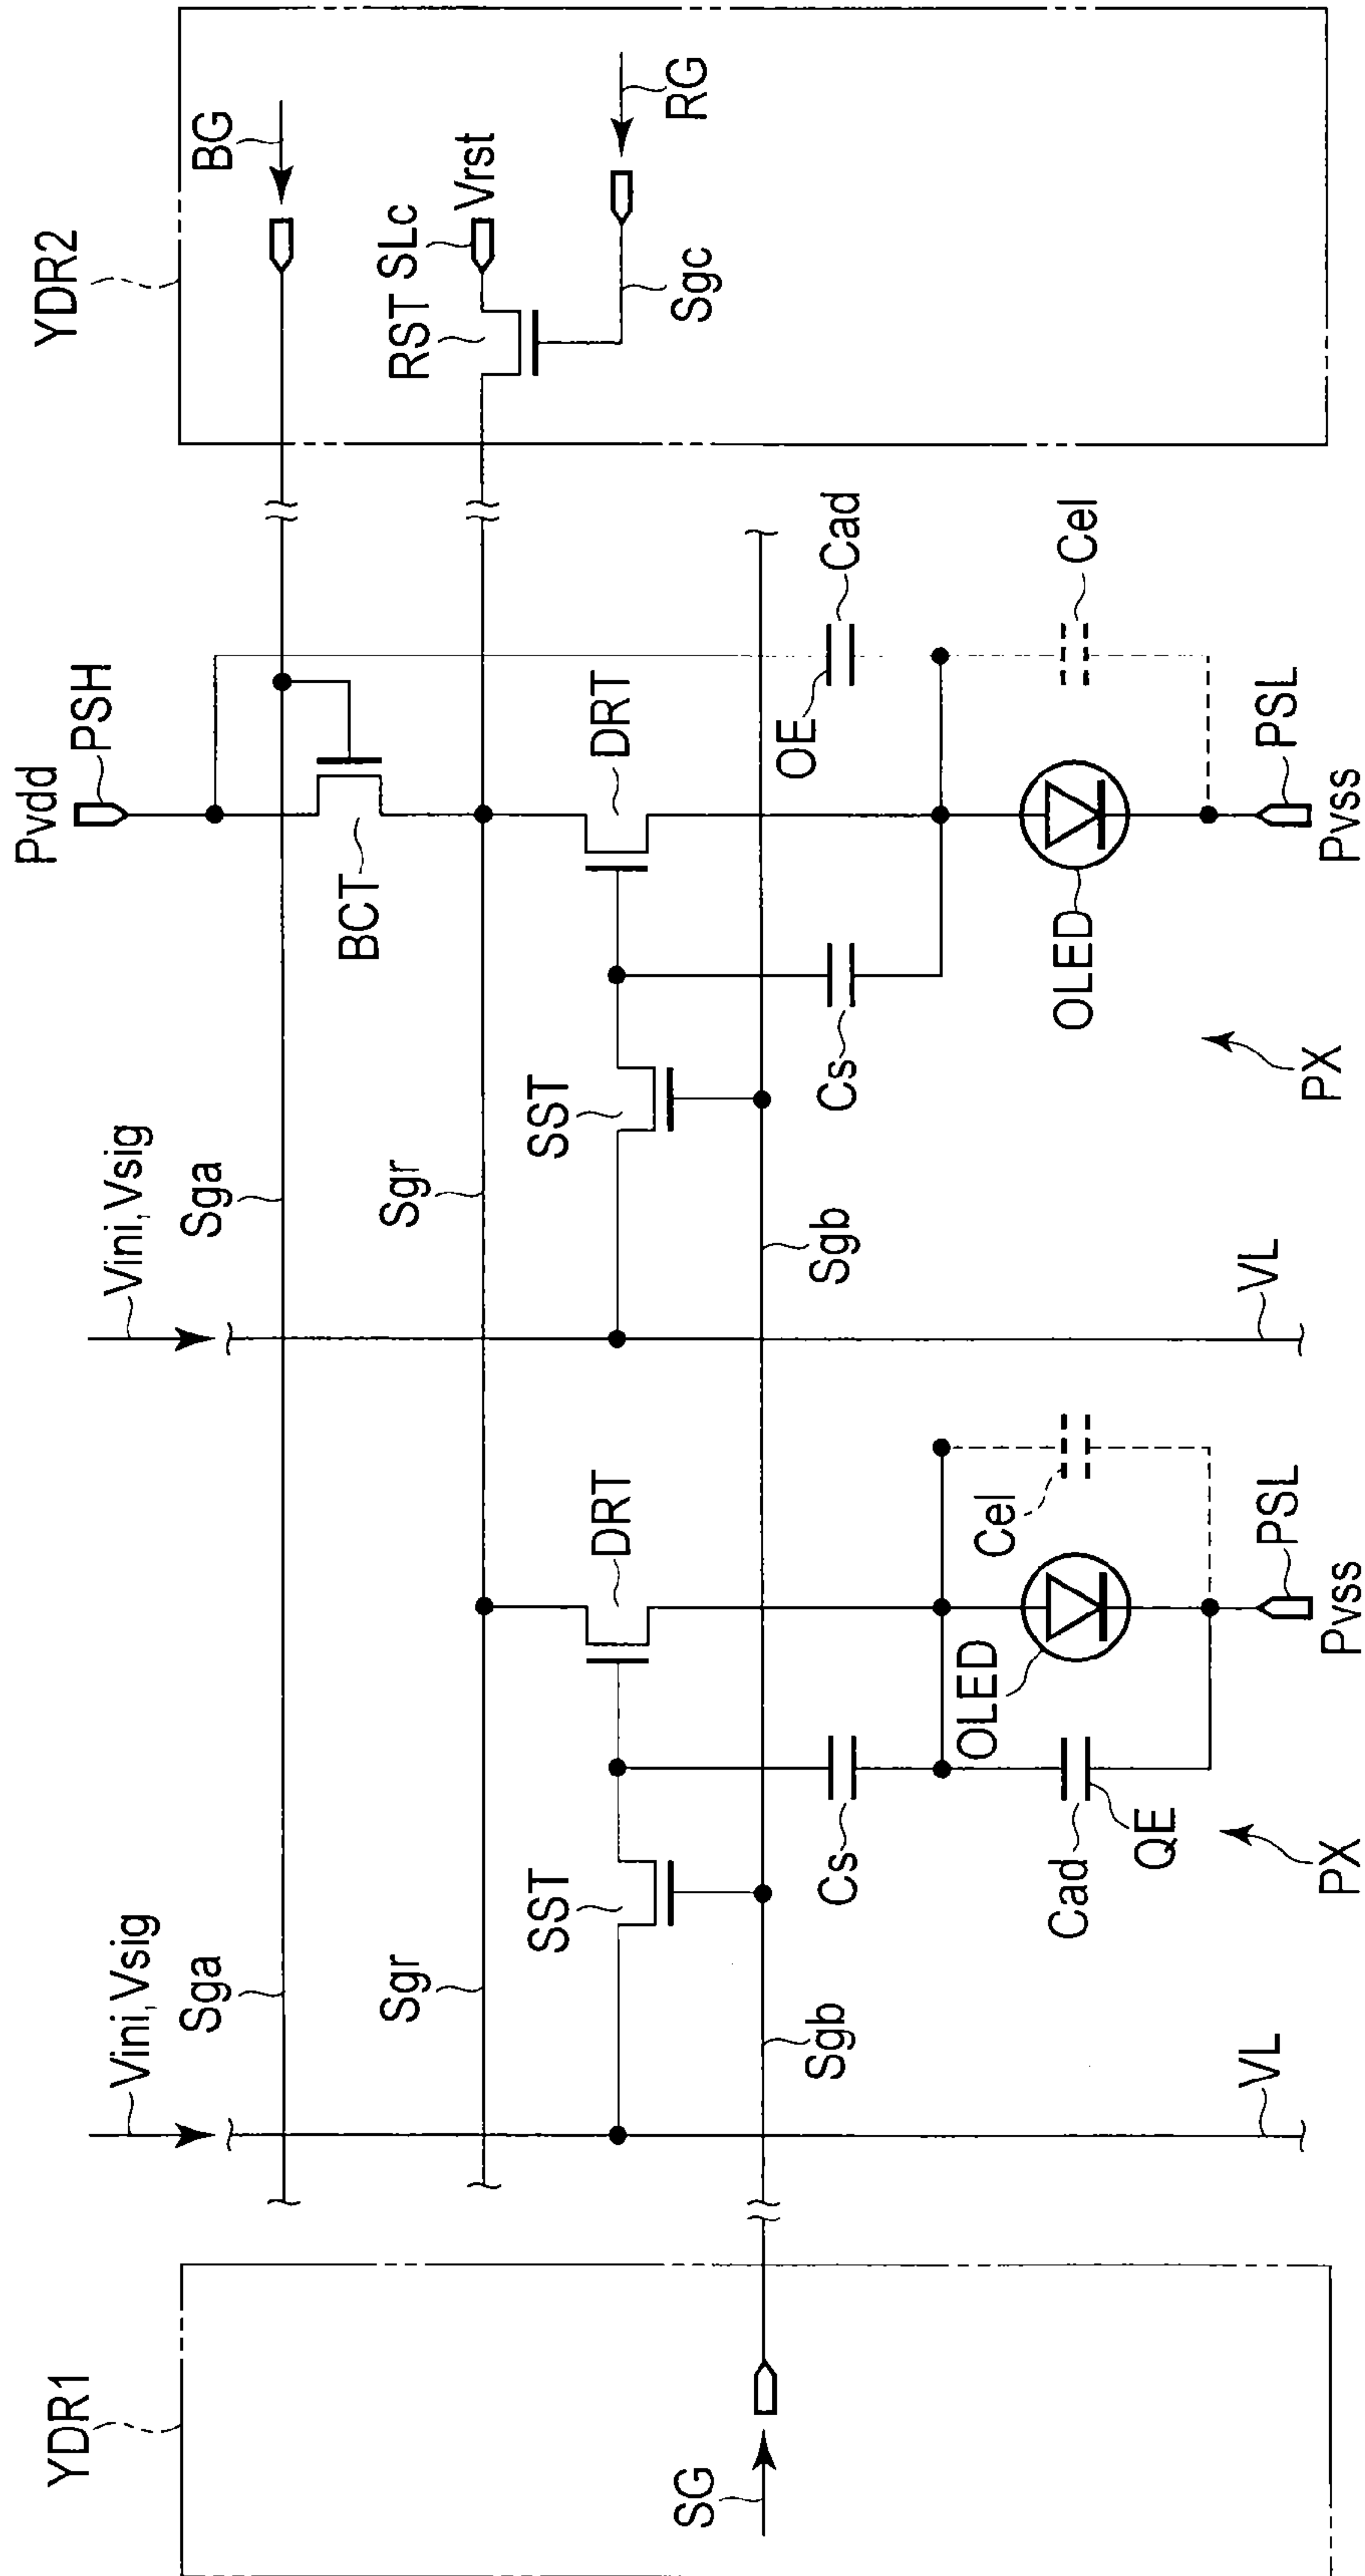 YDR1
Pvdd
YDR2
PSH
Vini,Vsig
Vini,Vsig
Sga
Sga
BG
BCT
Sgr
Sgr
RST
SLc
Vrst
SST
SST
DRT
DRT
SG
Sgc
RG
Sgb
Sgb
OE
Cs
Cs
Cad
OLED
Cel
Cad
OLED
Cel
QE
VL
VL
PSL
PSL
PX
Pvss
PX
Pvss